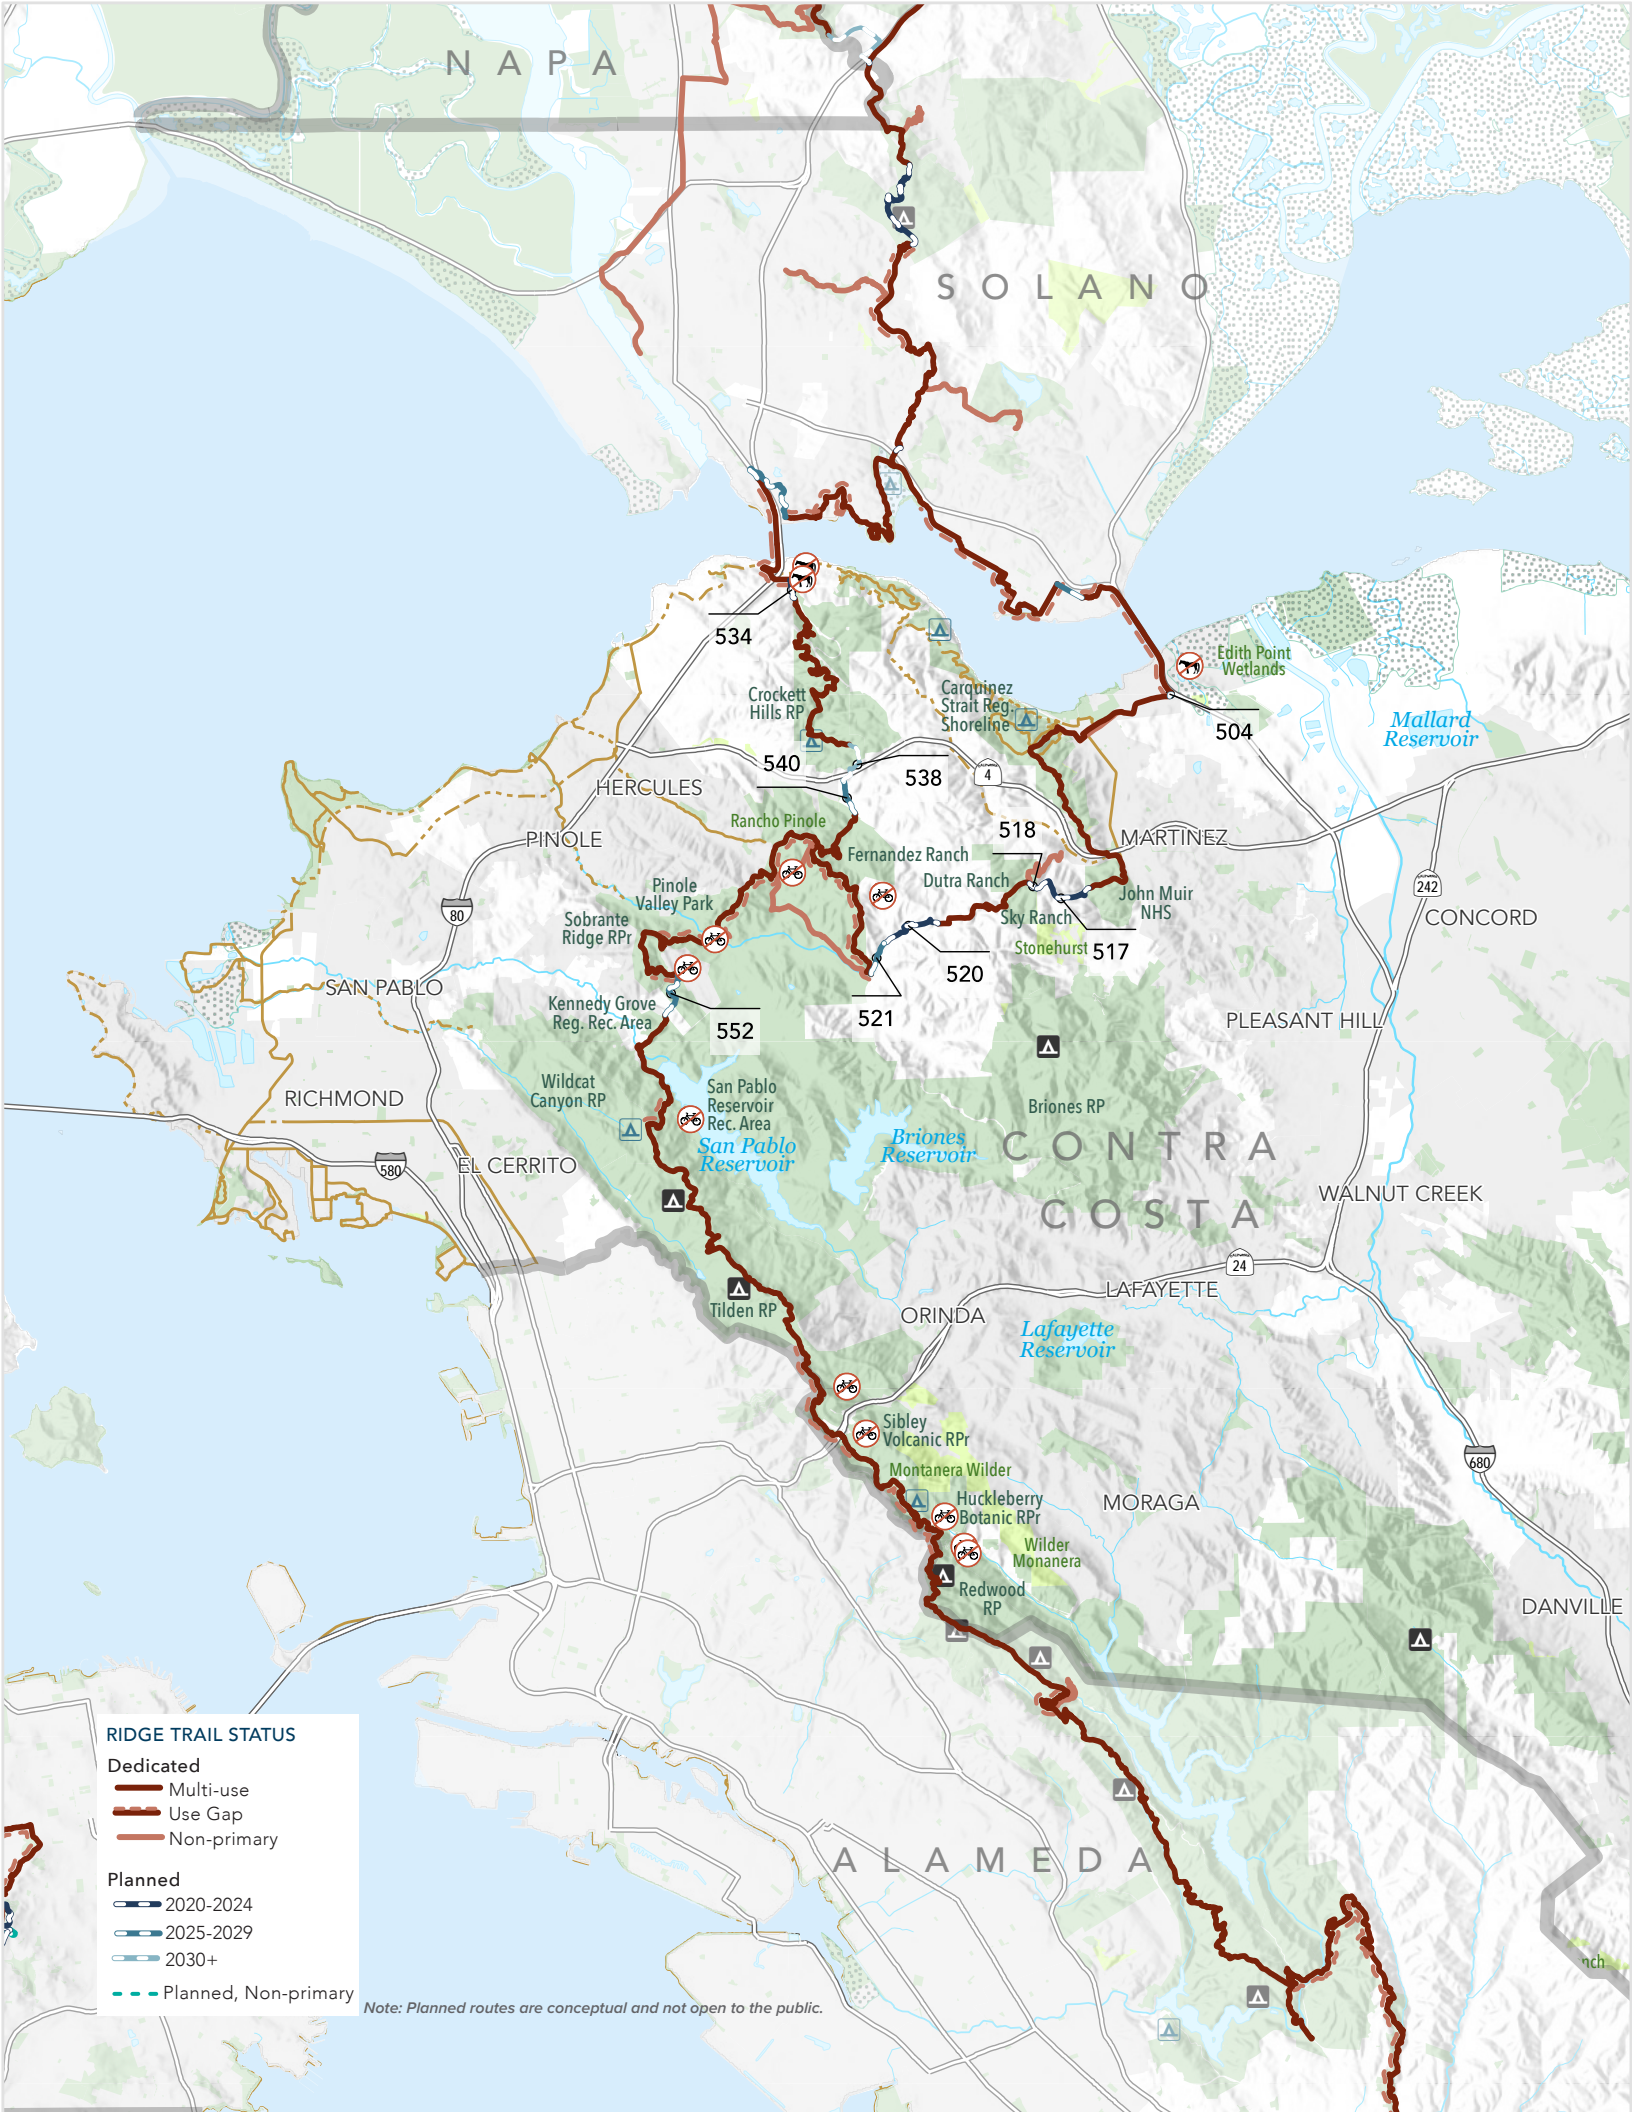 NAPA
SOLANO
534
Edith Point
Wetlands
Crockett
Hills RP
Carquinez
Strait Reg.
Shoreline
504
Mallard
Reservoir
540
538
4
HERCULES
518
Rancho Pinole
PINOLE
MARTINEZ
Fernandez Ranch
Dutra Ranch
Pinole
Valley Park
John Muir
NHS
242
80
Sobrante
Ridge RPr
Sky Ranch
CONCORD
Stonehurst
517
520
SAN PABLO
Kennedy Grove
Reg. Rec. Area
521
552
PLEASANT HILL
Wildcat
Canyon RP
San Pablo
Reservoir
Rec. Area
RICHMOND
Briones RP
San Pablo
Reservoir
Briones
Reservoir
CONTRA
COSTA
580
EL CERRITO
WALNUT CREEK
24
LAFAYETTE
Tilden RP
ORINDA
Lafayette
Reservoir
Sibley
Volcanic RPr
680
Montanera Wilder
Huckleberry
Botanic RPr
MORAGA
Wilder
Monanera
Redwood
RP
DANVILLE
RIDGE TRAIL STATUS
Dedicated
Multi-use
Use Gap
Non-primary
Planned
2020-2024
2025-2029
2030+
Planned, Non-primary
ALAMEDA
nch
Note: Planned routes are conceptual and not open to the public.